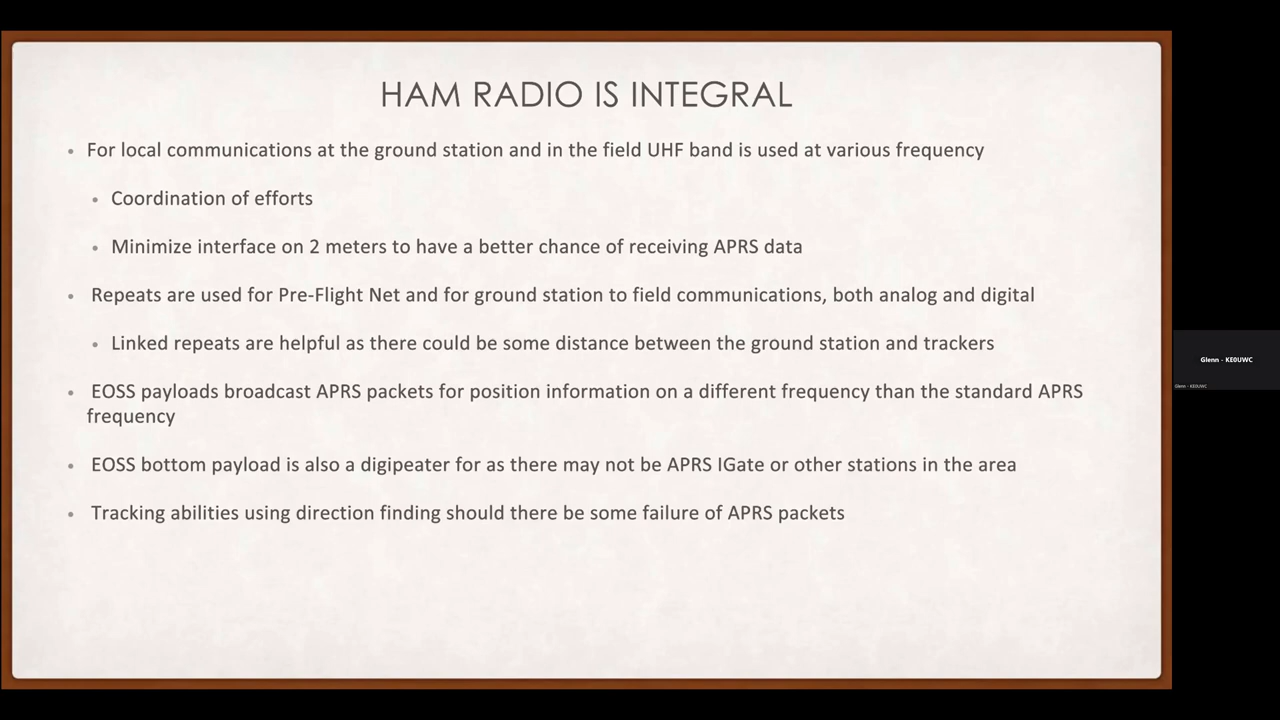 HAM RADIO IS INTEGRAL
• For local communications at the ground station and in the field UHF band is used at various frequency
• Coordination of efforts
• Minimize interface on 2 meters to have a better chance of receiving APRS data
• Repeats are used for Pre-Flight Net and for ground station to field communications, both analog and digital
• Linked repeats are helpful as there could be some distance between the ground station and trackers
• EOSS payloads broadcast APRS packets for position information on a different frequency than the standard APRS
frequency
• EOSS bottom payload is also a digipeater for as there may not be APRS IGate or other stations in the area
• Tracking abilities using direction finding should there be some failure of APRS packets
Glenn - KE0UWC
Glenn - KE0UWC